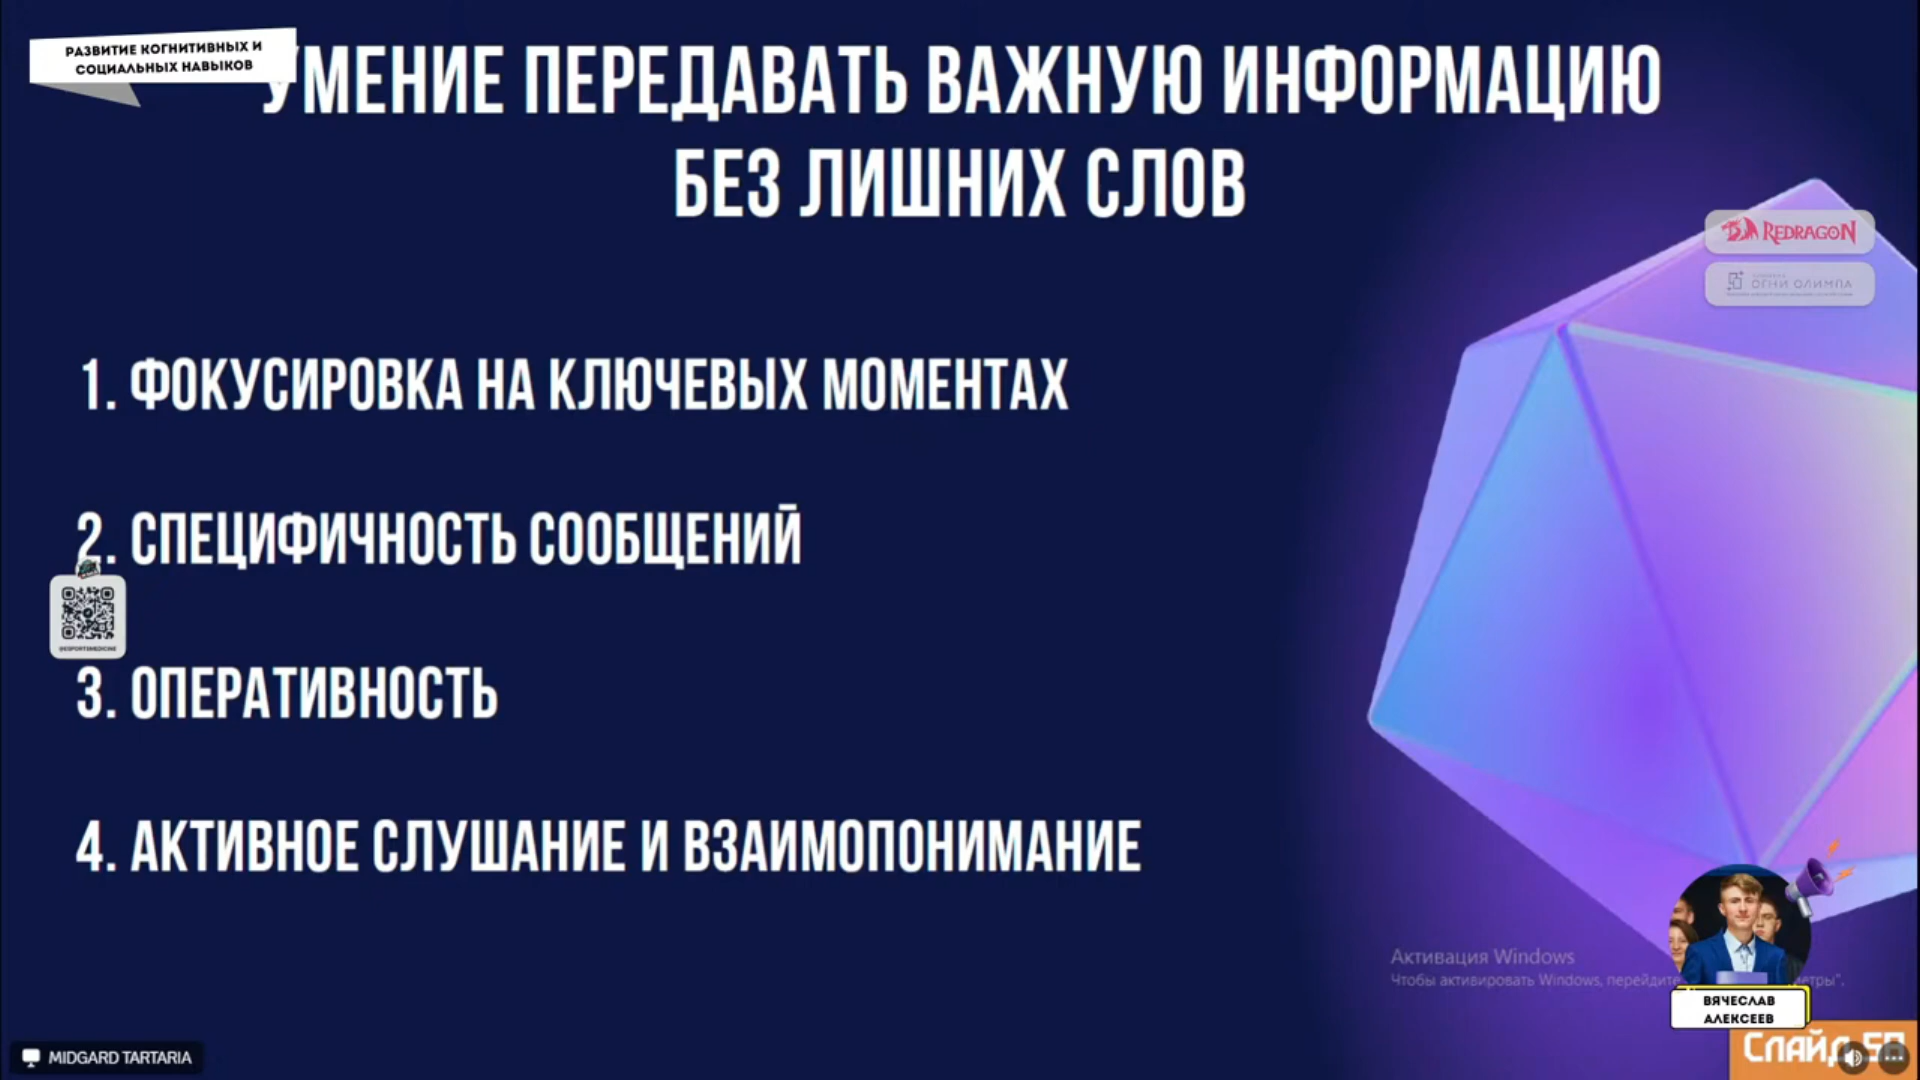 РАЗВИТИЕ КОГНИТИВНЫХ И
СОЦИАЛЬНЫХ НАВЫКОВ
УМЕНИЕ ПЕРЕДАВАТЬ ВАЖНУЮ ИНФОРМАЦИЮ
БЕЗ ЛИШНИХ СЛОВ
REDRAGON
ОГНИ ОЛИМПА
1. ФОКУСИРОВКА НА КЛЮЧЕВЫХ МОМЕНТАХ
2. СПЕЦИФИЧНОСТЬ СООБЩЕНИЙ
@ESPORTSMEDICINE
3. ОПЕРАТИВНОСТЬ
4. АКТИВНОЕ СЛУШАНИЕ И ВЗАИМОПОНИМАНИЕ
Активация Windows
Чтобы активировать Windows, перейдите
ВЯЧЕСЛАВ
АЛЕКСЕЕВ
Слайд
MIDGARD TARTARIA